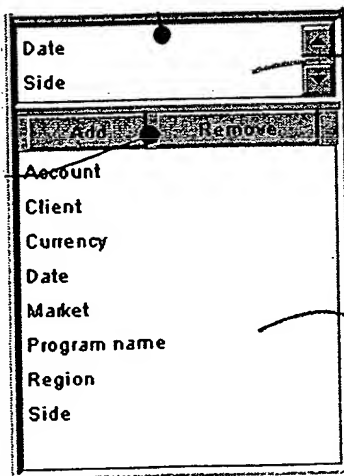 Date
Side
Add Remove
Account
Client
Currency
Date
Market
Program name
Region
Side